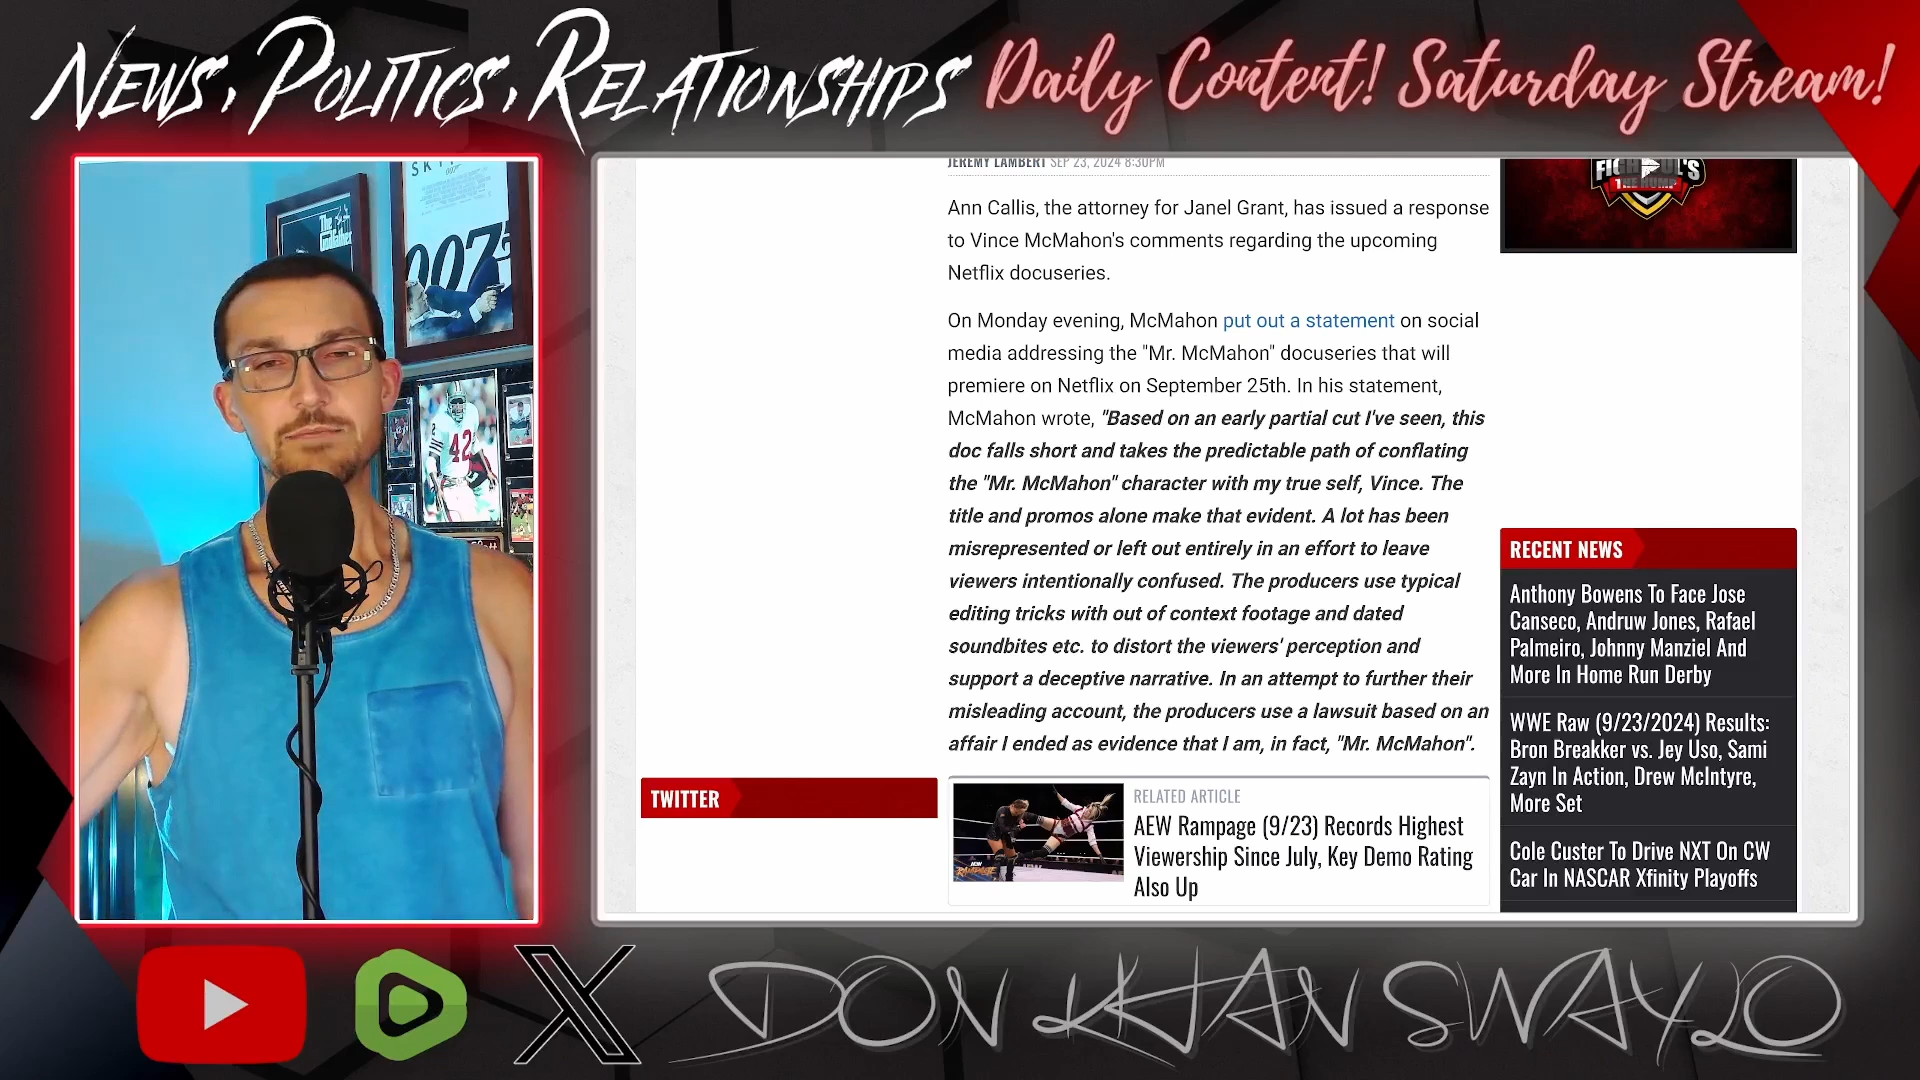 NEWS, POLITICS, RELATIONSHIPS
Daily Content! Saturday Stream!
The
Godfather
007
007
42
JEREMY LAMBERT SEP 23, 2024 8:30PM
Ann Callis, the attorney for Janel Grant, has issued a response
to Vince McMahon's comments regarding the upcoming
Netflix docuseries.
On Monday evening, McMahon put out a statement on social
media addressing the "Mr. McMahon" docuseries that will
premiere on Netflix on September 25th. In his statement,
McMahon wrote, "Based on an early partial cut I've seen, this
doc falls short and takes the predictable path of conflating
the "Mr. McMahon" character with my true self, Vince. The
title and promos alone make that evident. A lot has been
misrepresented or left out entirely in an effort to leave
viewers intentionally confused. The producers use typical
editing tricks with out of context footage and dated
soundbites etc. to distort the viewers' perception and
support a deceptive narrative. In an attempt to further their
misleading account, the producers use a lawsuit based on an
affair I ended as evidence that I am, in fact, "Mr. McMahon".
TWITTER
RELATED ARTICLE
AEW Rampage (9/23) Records Highest
Viewership Since July, Key Demo Rating
Also Up
RAMPAGE
THE HUMP
RECENT NEWS
Anthony Bowens To Face Jose
Canseco, Andruw Jones, Rafael
Palmeiro, Johnny Manziel And
More In Home Run Derby
WWE Raw (9/23/2024) Results:
Bron Breakker vs. Jey Uso, Sami
Zayn In Action, Drew McIntyre,
More Set
Cole Custer To Drive NXT On CW
Car In NASCAR Xfinity Playoffs
X
DON KHAN SWAYLO